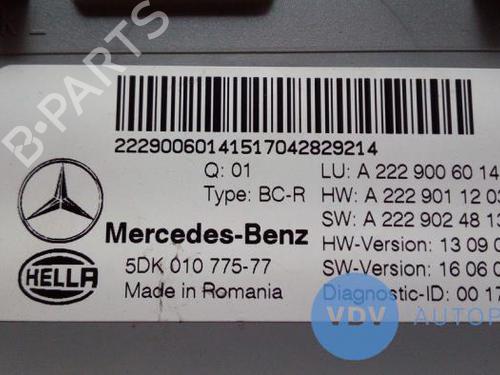 B-PARTS
2229006014151704282​9214
Q: 01
Type: BC-R
LU: A 222 900 60 14
HW: A 222 901 12 03
SW: A 222 902 48 13
Mercedes-Benz
HW-Version: 13 09 0
HELLA
5DK 010 775-77
SW-Version: 16 06 0
Made in Romania
Diagnostic-ID: 00 17
VDV
AUTOP